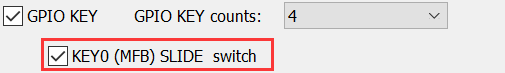 GPIO KEY GPIO KEY counts: 4
KEY0 (MFB) SLIDE switch